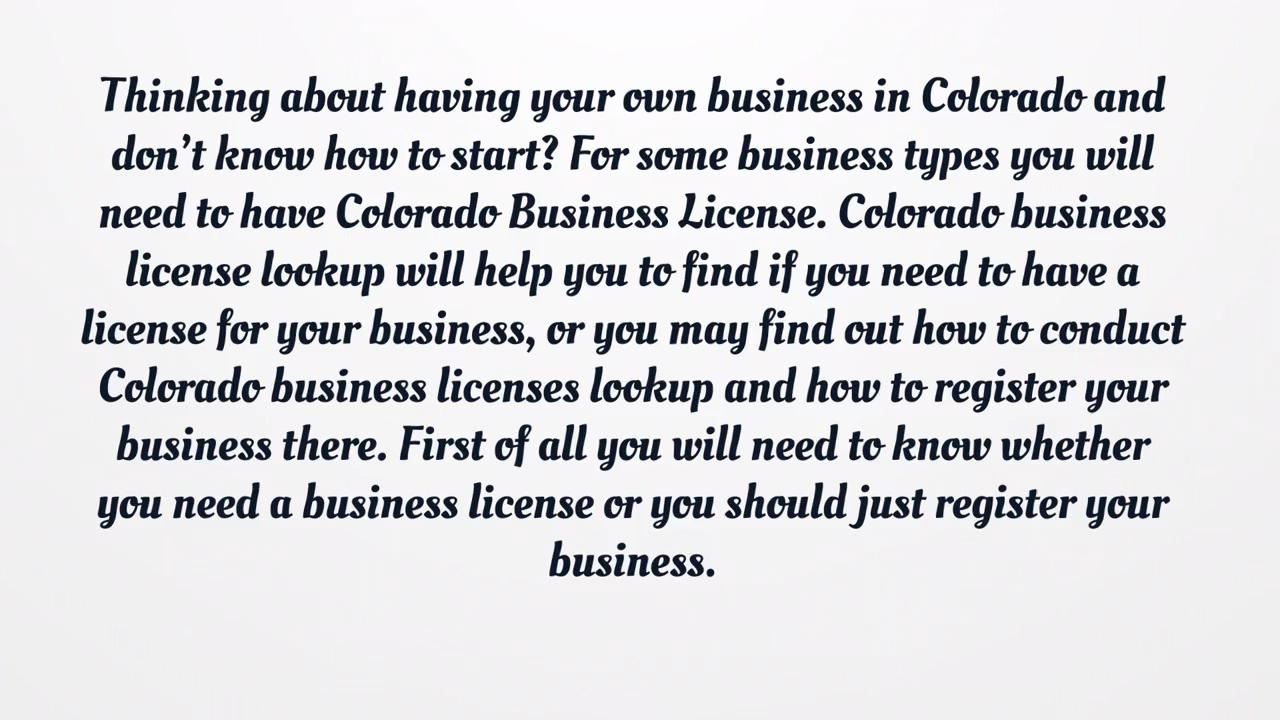 Thinking about having your own business in Colorado and
don't know how to start? For some business types you will
need to have Colorado Business License. Colorado business
license lookup will help you to find if you need to have a
license for your business, or you may find out how to conduct
Colorado business licenses lookup and how to register your
business there. First of all you will need to know whether
you need a business license or you should just register your
business.